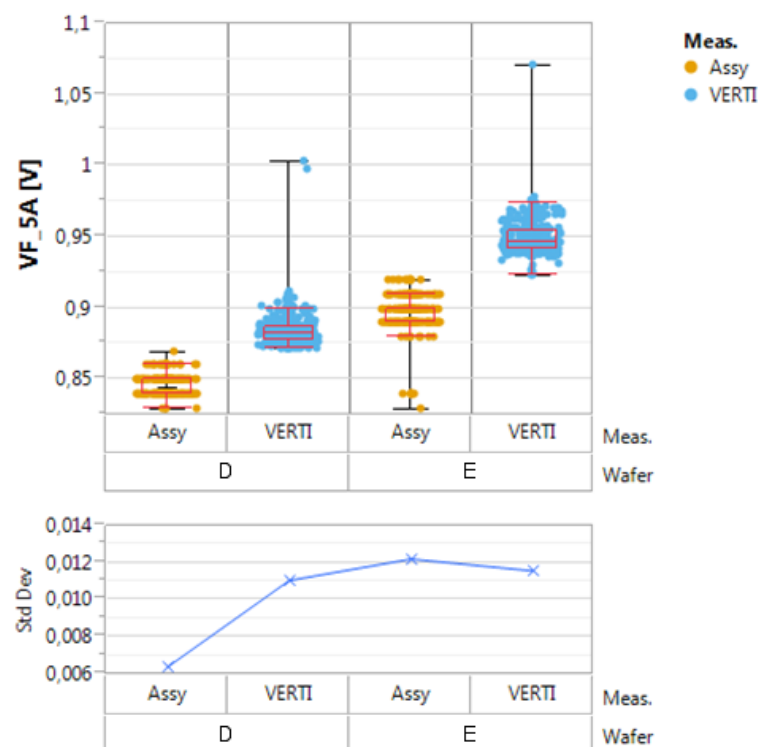 1,1
1,05
1
0,95
0,9
0,85
VF_5A [V]
Meas.
Assy
VERTI
Assy VERTI Assy VERTI Meas.
D E Wafer
0,014
0,012
0,010
0,008
0,006
Std Dev
Assy VERTI Assy VERTI Meas.
D E Wafer